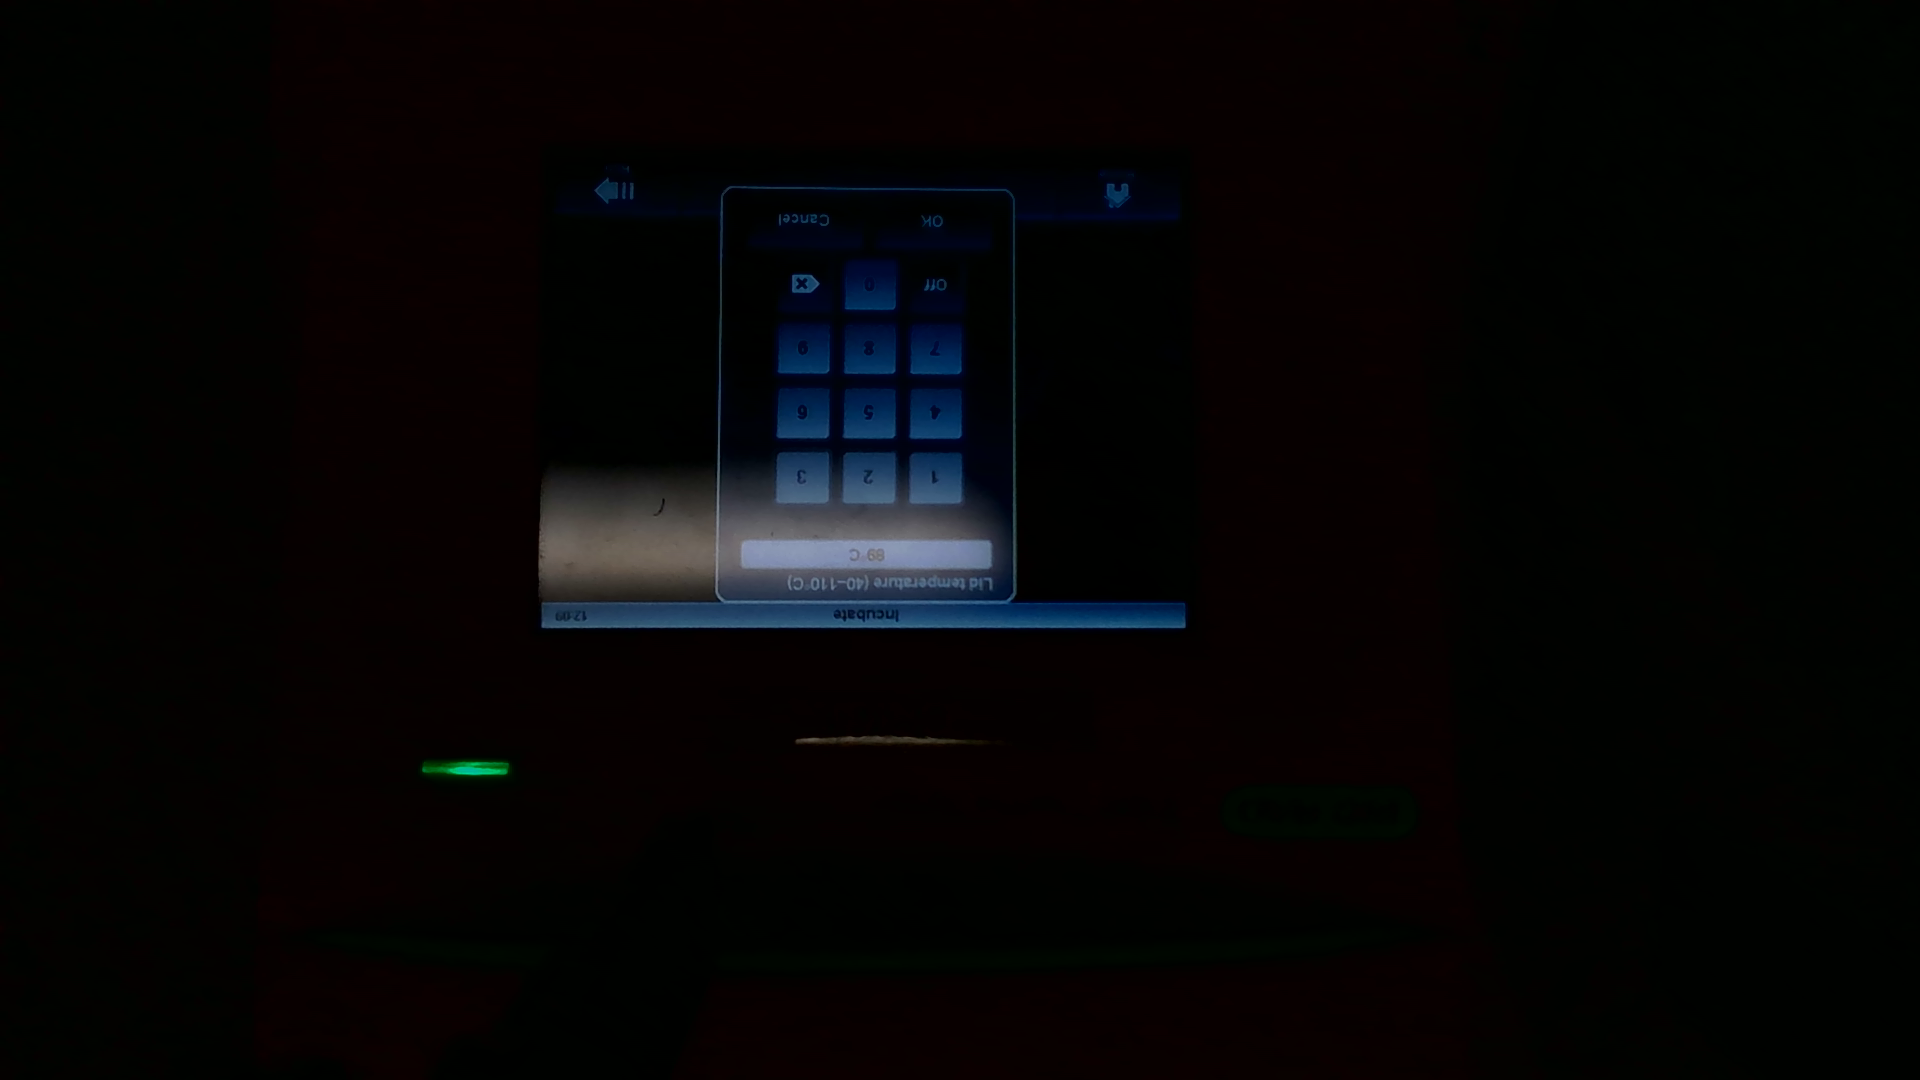 Incubate 12:09
Lid temperature (40-110°C)
89°C
1 2 3
4 5 6
7 8 9
Off 0
OK Cancel